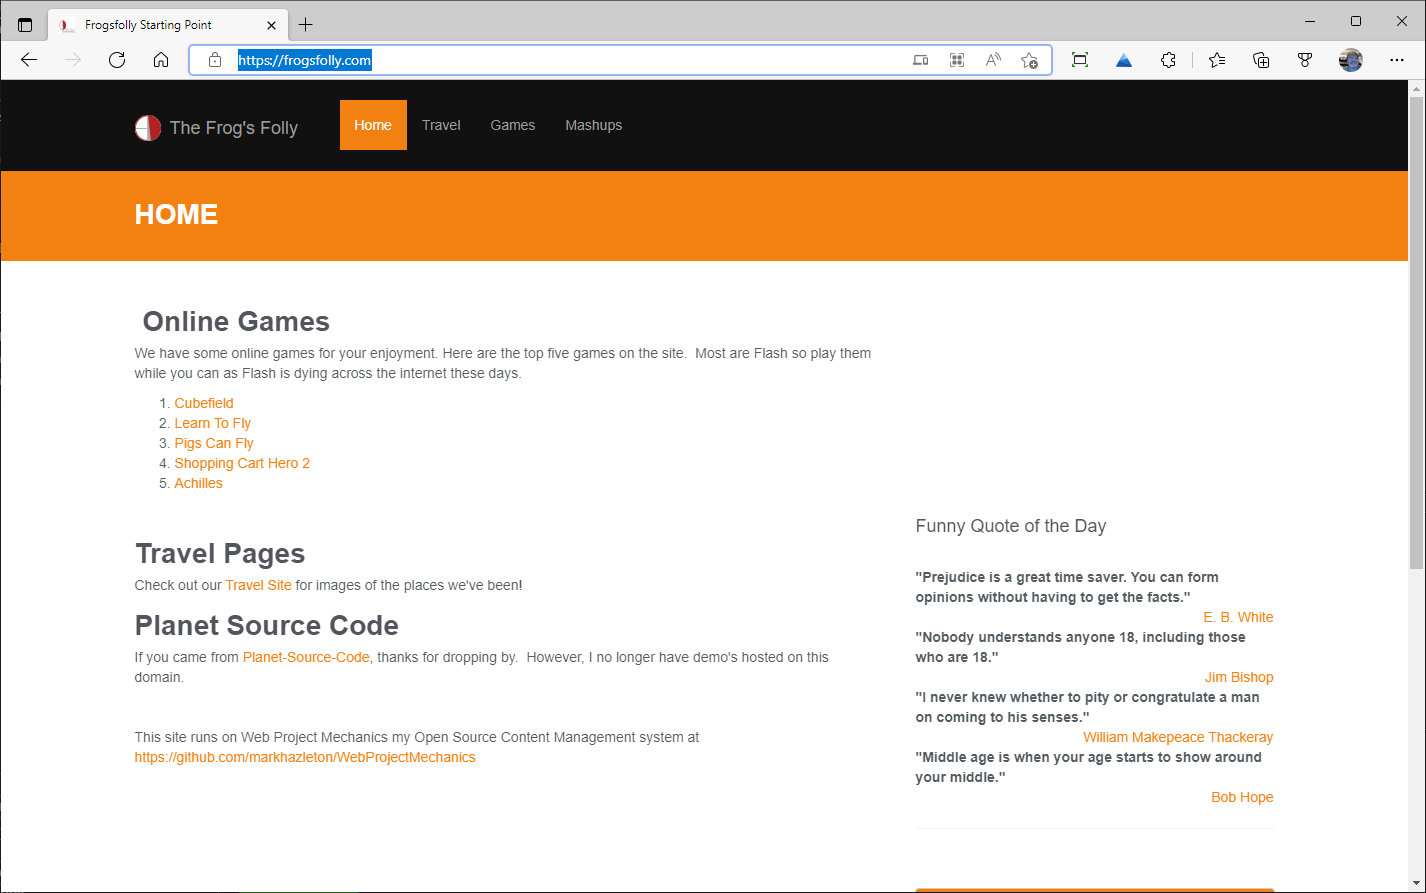 Frogsfolly Starting Point
https://frogsfolly.com
The Frog's Folly
Home
Travel
Games
Mashups
HOME
Online Games
We have some online games for your enjoyment. Here are the top five games on the site.  Most are Flash so play them
while you can as Flash is dying across the internet these days.
1. Cubefield
2. Learn To Fly
3. Pigs Can Fly
4. Shopping Cart Hero 2
5. Achilles
Travel Pages
Check out our Travel Site for images of the places we've been!
Planet Source Code
If you came from Planet-Source-Code, thanks for dropping by.  However, I no longer have demo's hosted on this
domain.
This site runs on Web Project Mechanics my Open Source Content Management system at
https://github.com/markhazleton/WebProjectMechanics
Funny Quote of the Day
"Prejudice is a great time saver. You can form
opinions without having to get the facts."
E. B. White
"Nobody understands anyone 18, including those
who are 18."
Jim Bishop
"I never knew whether to pity or congratulate a man
on coming to his senses."
William Makepeace Thackeray
"Middle age is when your age starts to show around
your middle."
Bob Hope